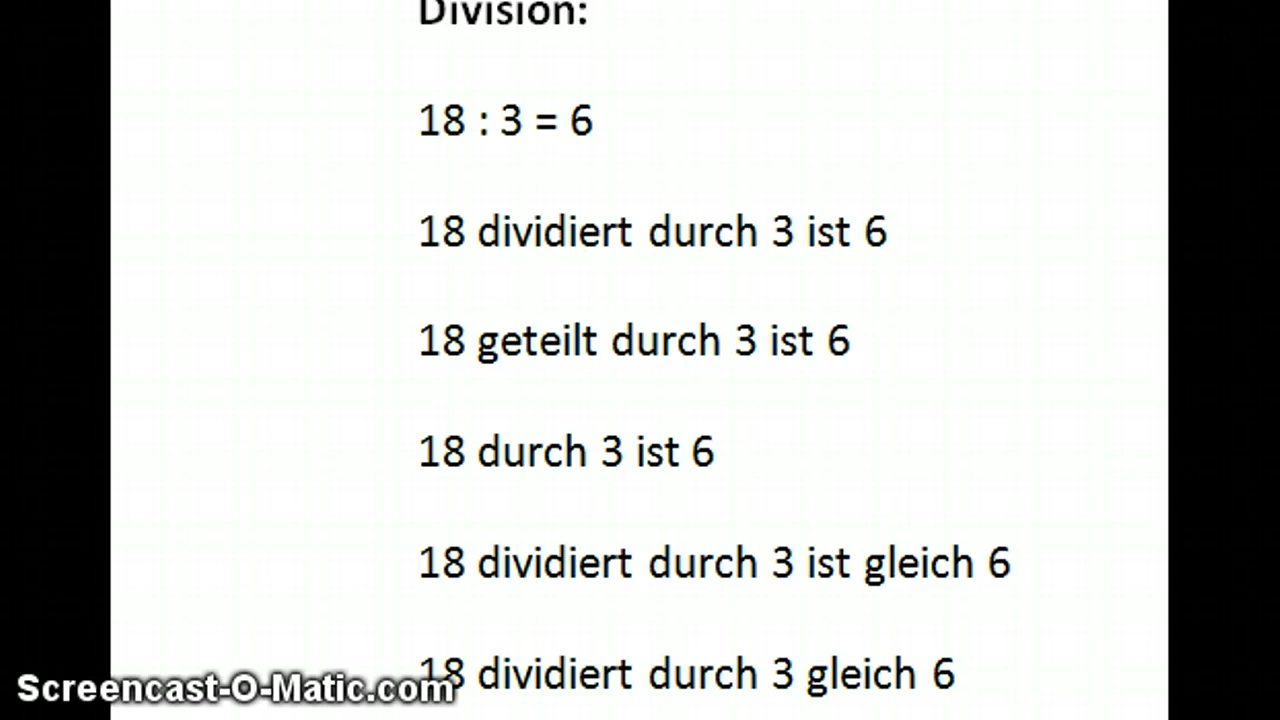 Division:
18 : 3 = 6
18 dividiert durch 3 ist 6
18 geteilt durch 3 ist 6
18 durch 3 ist 6
18 dividiert durch 3 ist gleich 6
18 dividiert durch 3 gleich 6
Screencast-O-Matic.com